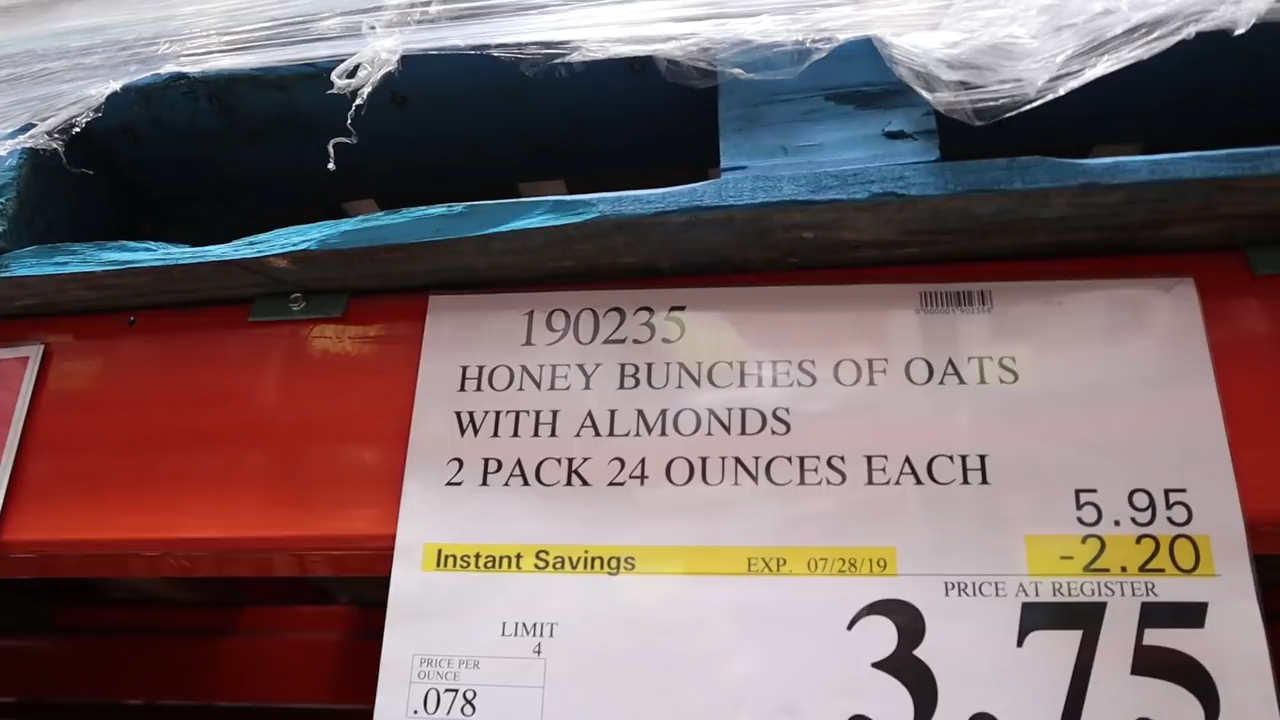 190235
HONEY BUNCHES OF OATS
WITH ALMONDS
2 PACK 24 OUNCES EACH
5.95
Instant Savings EXP. 07/28/19 -2.20
PRICE AT REGISTER
3.75
LIMIT
4
PRICE PER
OUNCE
.078